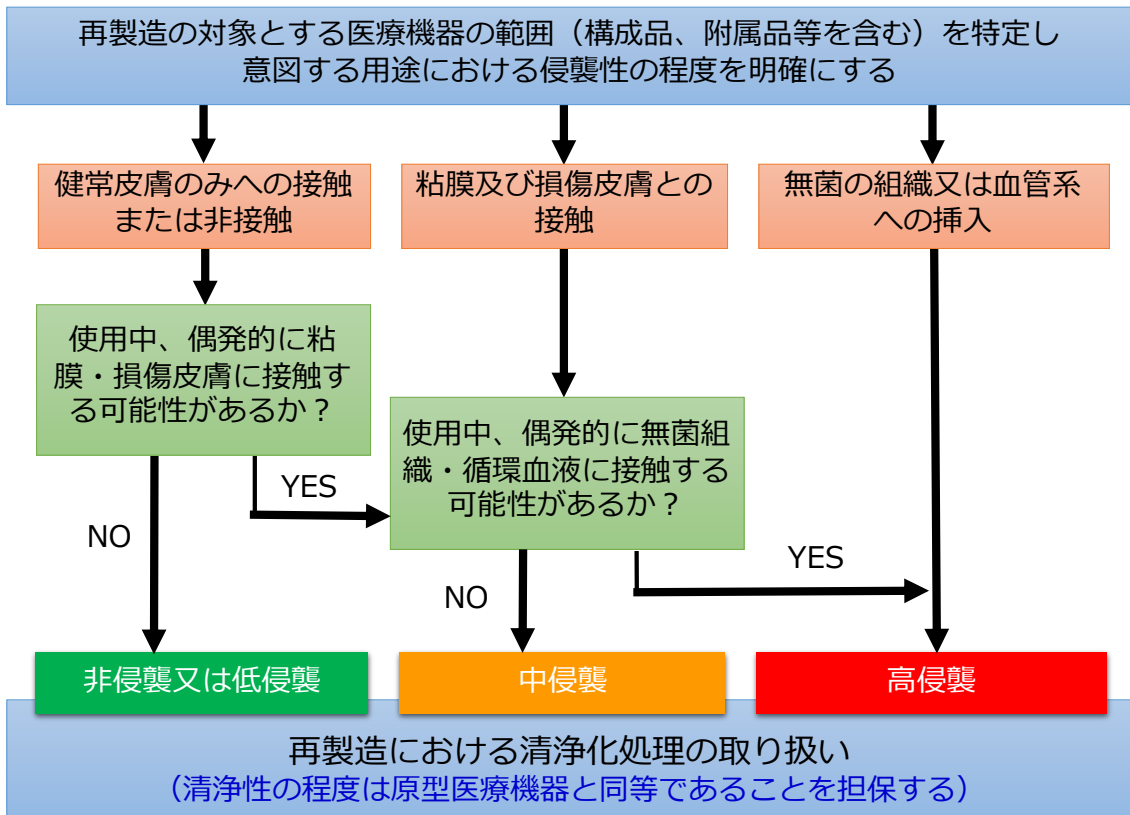 再製造の対象とする医療機器の範囲（構成品、附属品等を含む）を特定し
意図する用途における侵襲性の程度を明確にする
健常皮膚のみへの接触
または非接触
粘膜及び損傷皮膚との
接触
無菌の組織又は血管系
への挿入
使用中、偶発的に粘
膜・損傷皮膚に接触す
る可能性があるか？
使用中、偶発的に無菌組
織・循環血液に接触する
可能性があるか？
YES
NO
YES
NO
非侵襲又は低侵襲
中侵襲
高侵襲
再製造における清浄化処理の取り扱い
（清浄性の程度は原型医療機器と同等であることを担保する）